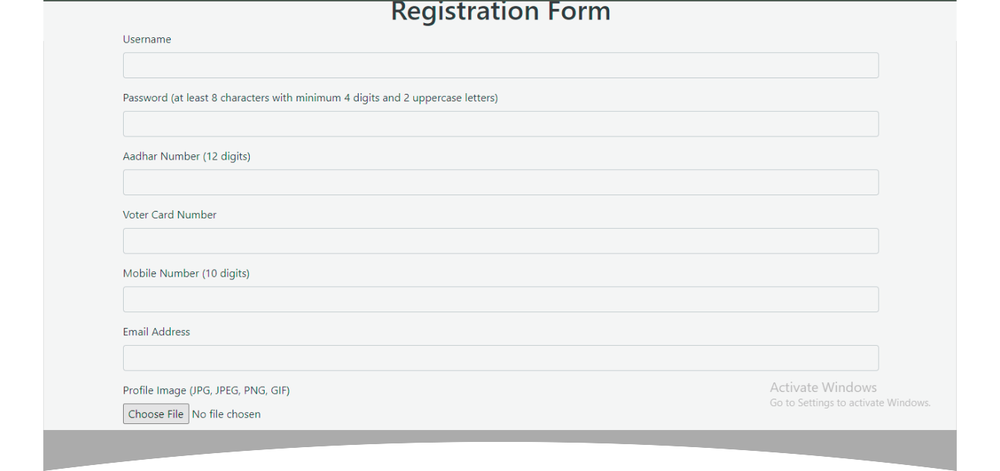 Registration Form
Username
Password (at least 8 characters with minimum 4 digits and 2 uppercase letters)
Aadhar Number (12 digits)
Voter Card Number
Mobile Number (10 digits)
Email Address
Profile Image (JPG, JPEG, PNG, GIF)
Choose File No file chosen
Activate Windows
Go to Settings to activate Windows.